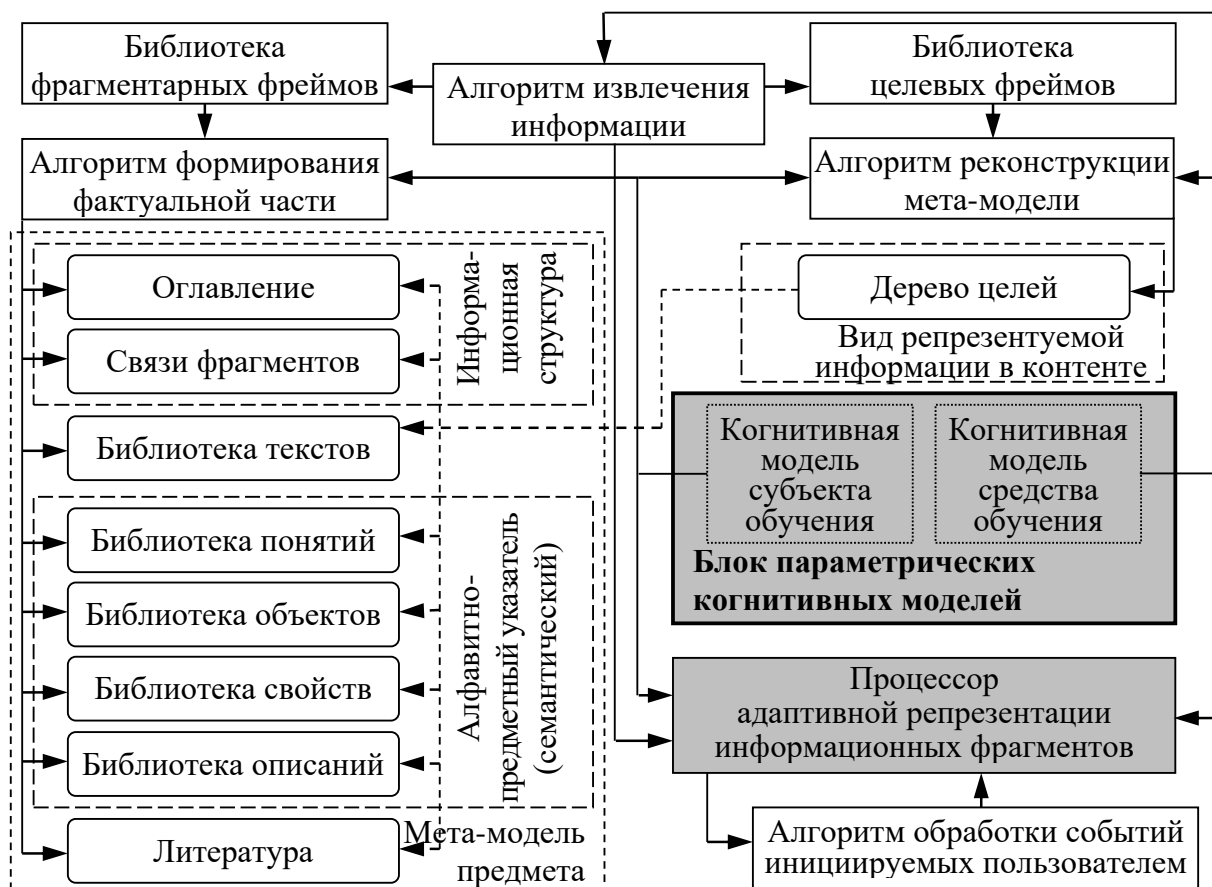 Библиотека
фрагментарных фреймов
Алгоритм извлечения
информации
Библиотека
целевых фреймов
Алгоритм формирования
фактуальной части
Алгоритм реконструкции
мета-модели
Оглавление
Связи фрагментов
Информа-
ционная
структура
Дерево целей
Вид репрезентуемой
информации в контенте
Библиотека текстов
Когнитивная
модель
субъекта
обучения
Когнитивная
модель
средства
обучения
Блок параметрических
когнитивных моделей
Библиотека понятий
Библиотека объектов
Библиотека свойств
Библиотека описаний
Алфавитно-
предметный указатель
(семантический)
Процессор
адаптивной репрезентации
информационных фрагментов
Литература
Мета-модель
предмета
Алгоритм обработки событий
инициируемых пользователем